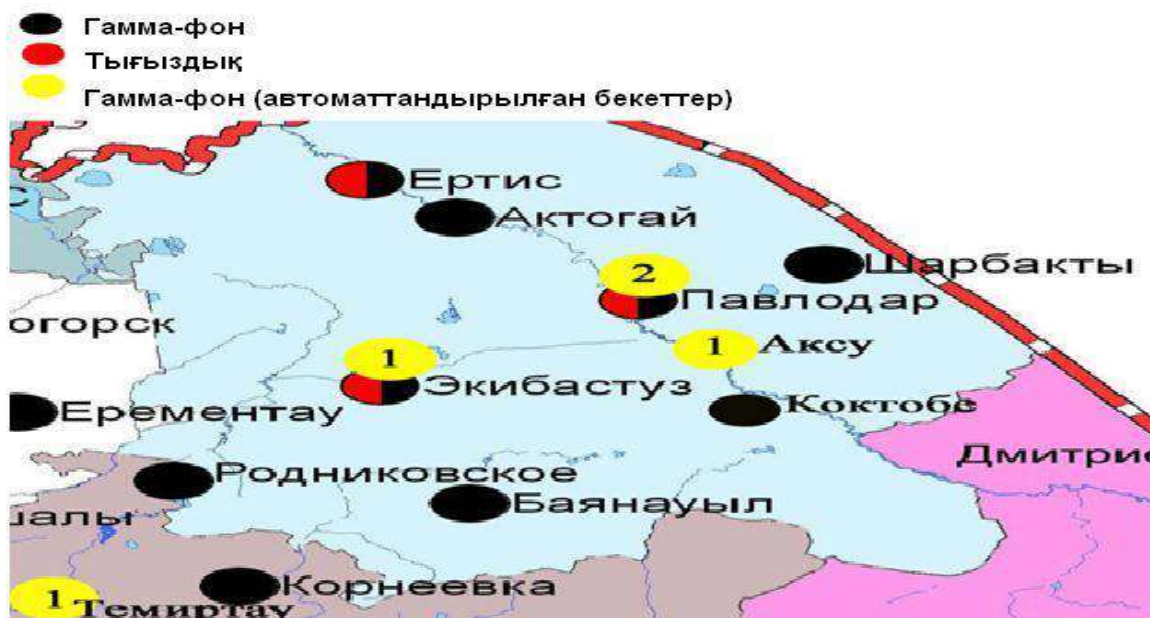 Гамма-фон
Тығыздық
Гамма-фон (автоматтандырылған бекеттер)
Ертис
Актогай
Шарбакты
2
Павлодар
огорск
1 Аксу
1
Экибастуз
Ерементау
Коктобе
Дмитрие
Родниковское
Баянауыл
шалы
Корнеевка
1 Темиртау